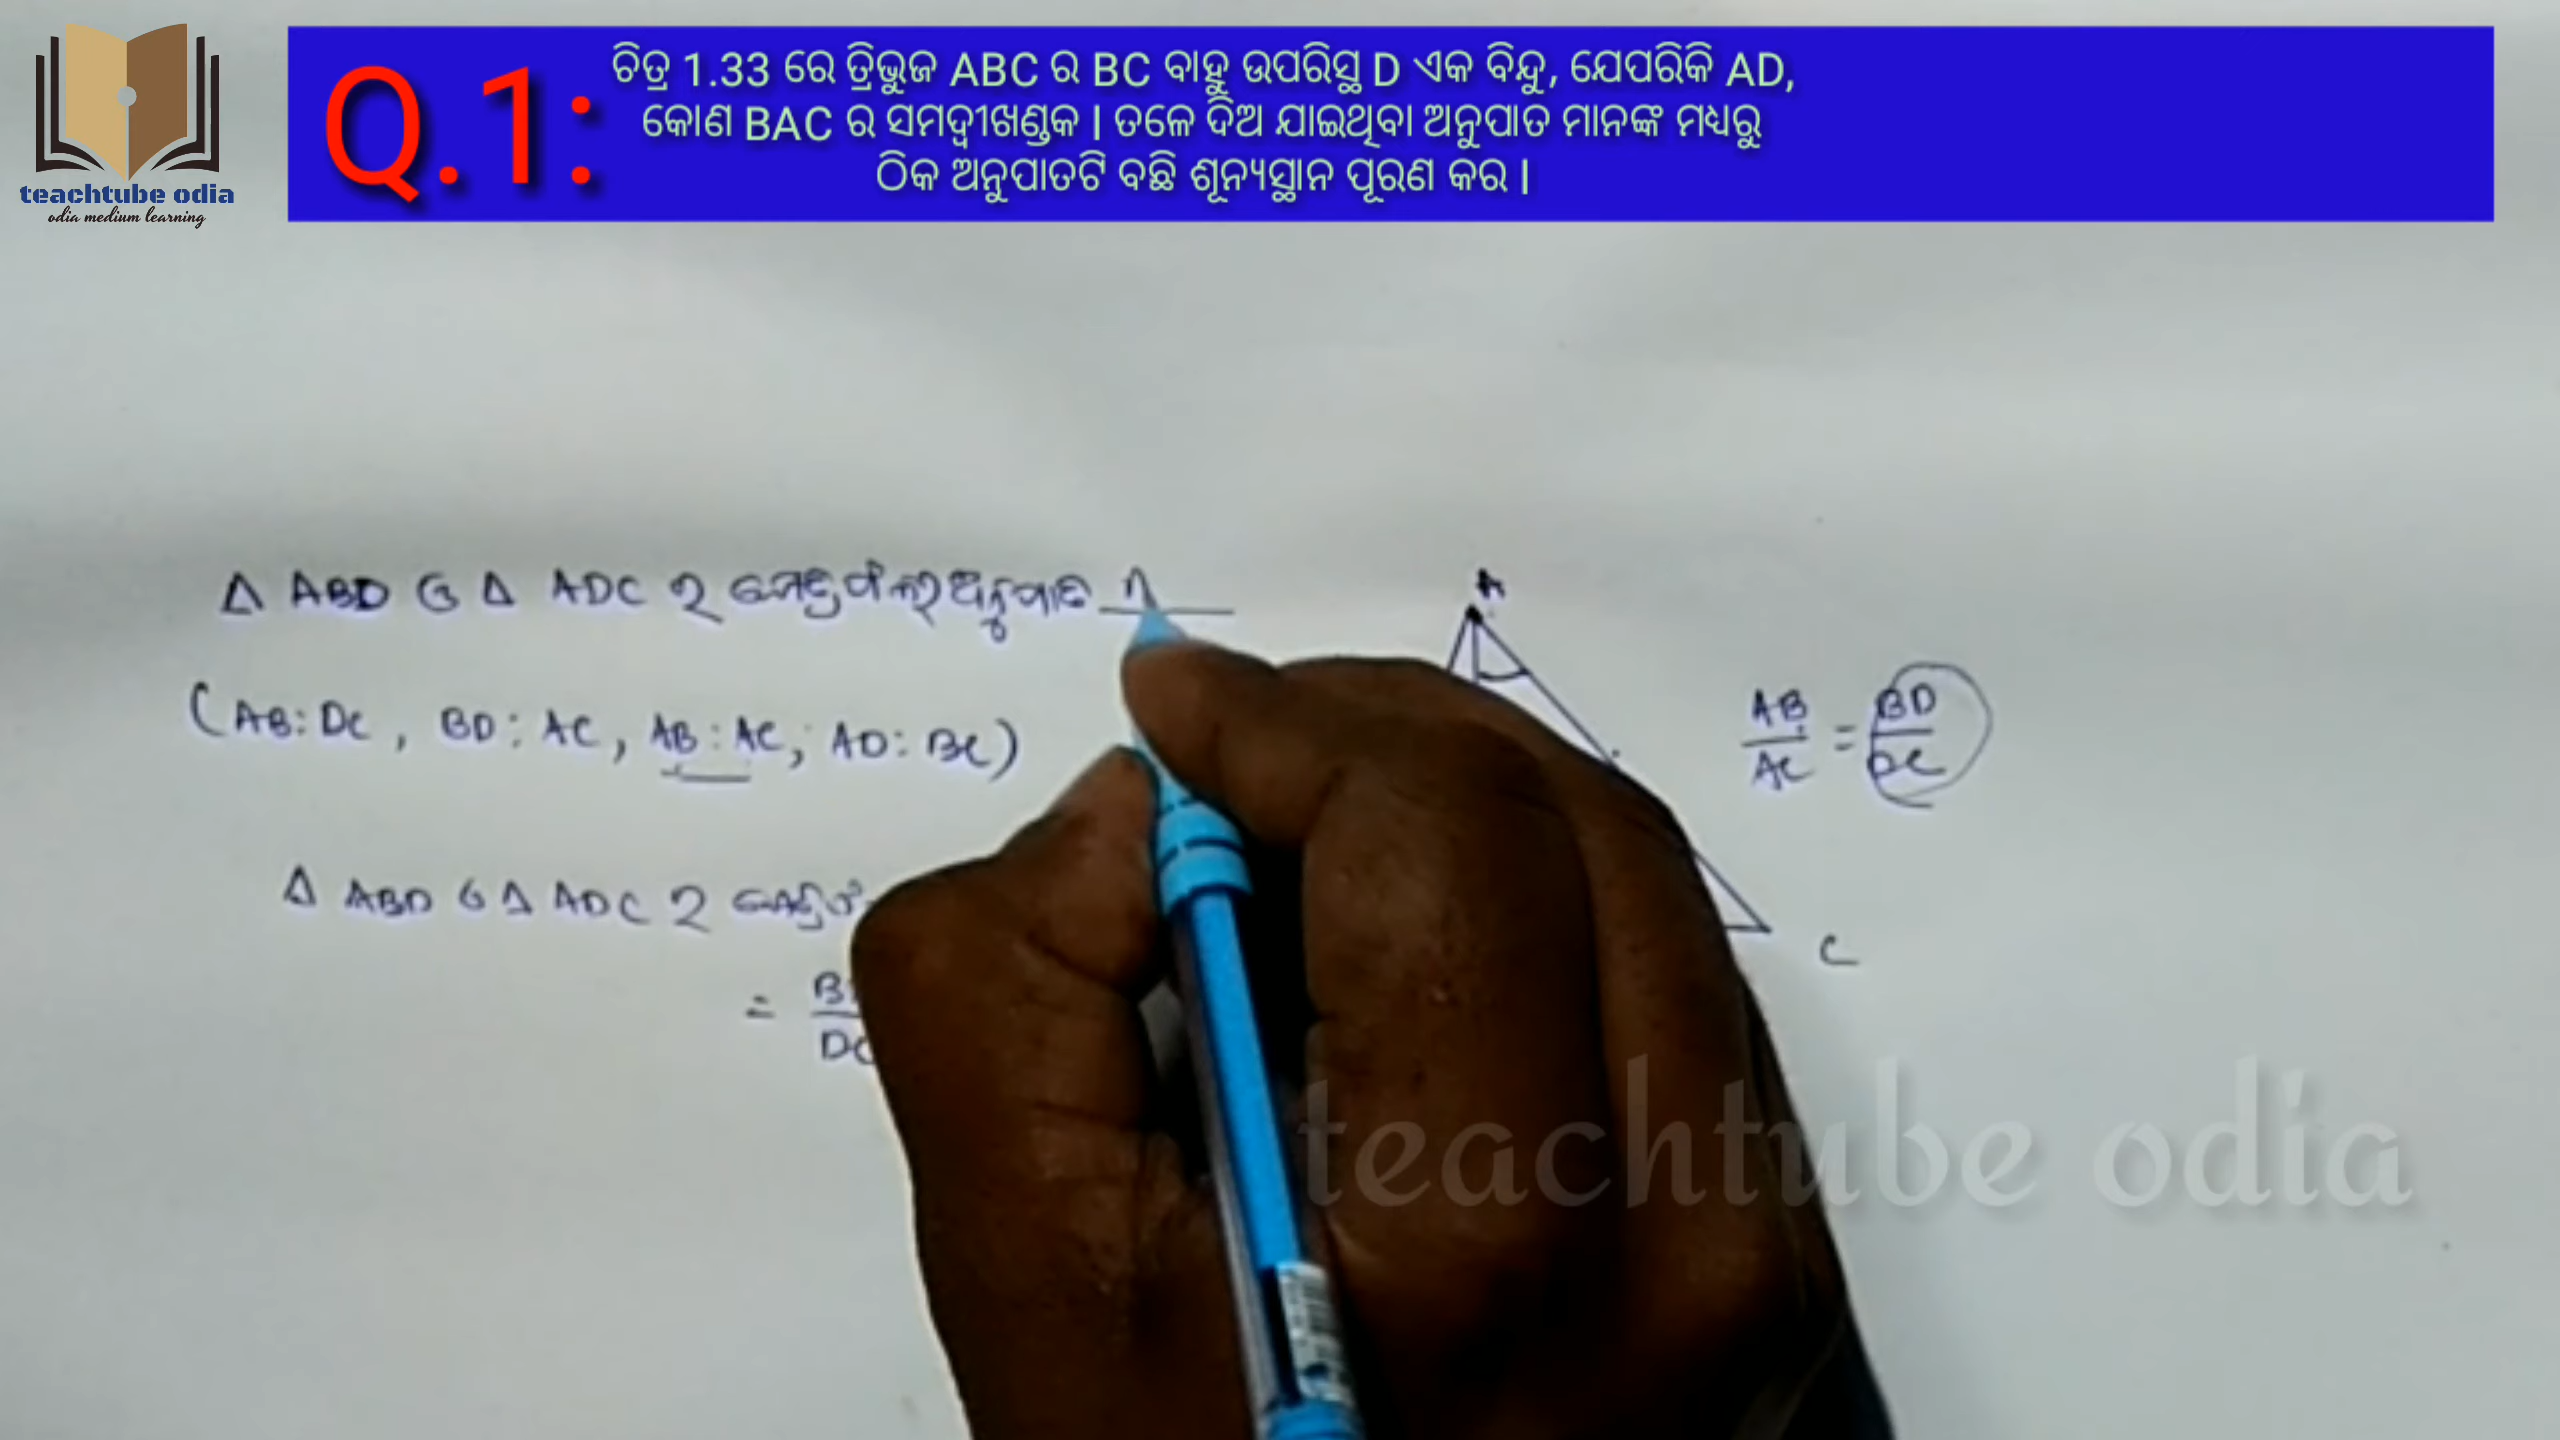 teachtube odia
odia medium learning
Q.1:
ଚିତ୍ର 1.33 ରେ ତ୍ରିଭୁଜ ABC ର BC ବାହୁ ଉପରିସ୍ଥ D ଏକ ବିନ୍ଦୁ, ଯେପରିକି AD,
କୋଣ BAC ର ସମଦ୍ୱୀଖଣ୍ଡକ | ତଳେ ଦିଅ ଯାଇଥିବା ଅନୁପାତ ମାନଙ୍କ ମଧ୍ୟରୁ
ଠିକ ଅନୁପାତଟି ବଛି ଶୂନ୍ୟସ୍ଥାନ ପୂରଣ କର |
Δ ABD ଓ Δ ADC ର କ୍ଷେତ୍ରଫଳର ଅନୁପାତ
(AB:DC, BD:AC, AB:AC, AD:BC)
Δ ABD ଓ Δ ADC ର
=
A
C
AB/AC = BD/DC
teachtube odia